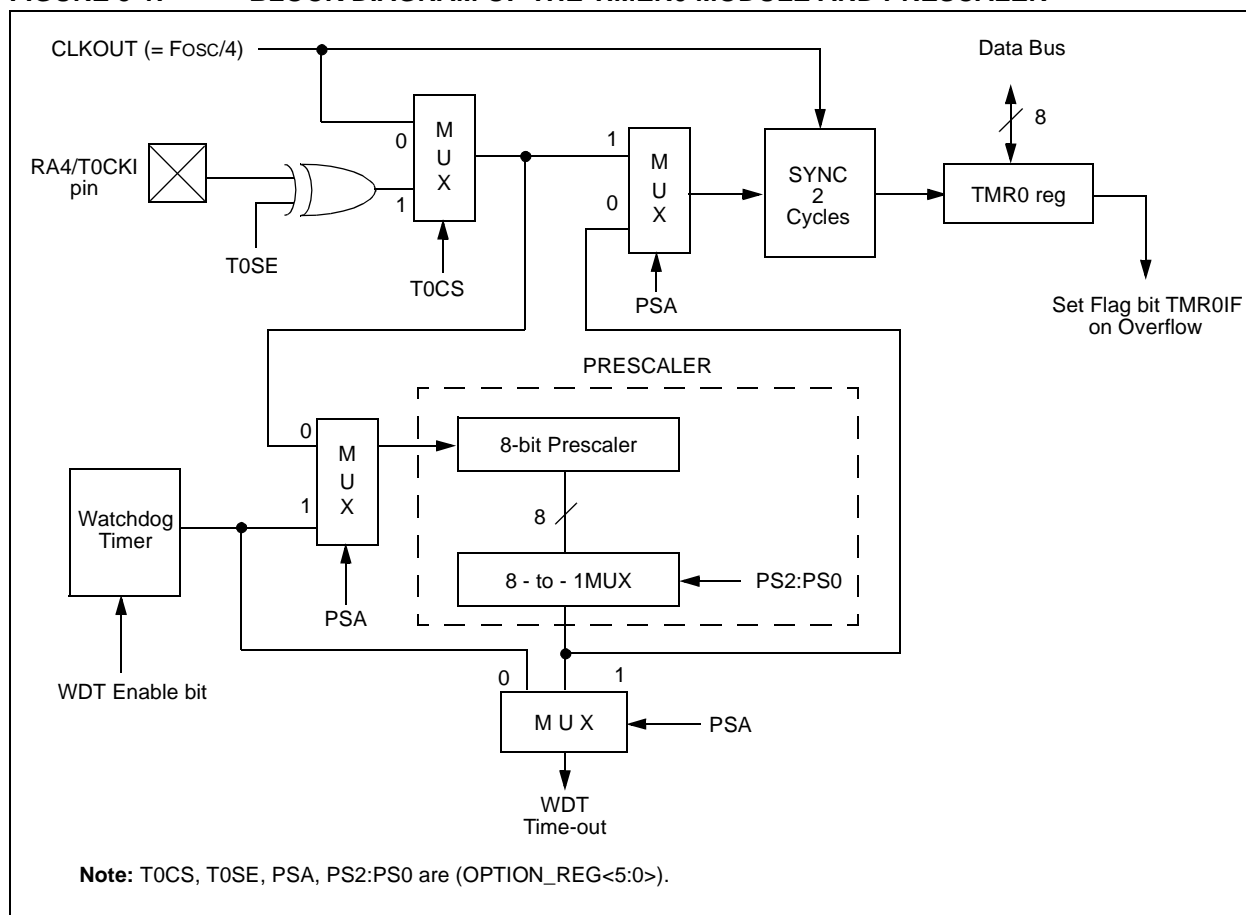 CLKOUT (= FOSC/4)
Data Bus
8
RA4/T0CKI
pin
T0SE
0
1
M
U
X
T0CS
1
0
M
U
X
PSA
SYNC
2
Cycles
TMR0 reg
Set Flag bit TMR0IF
on Overflow
PRESCALER
0
1
M
U
X
PSA
8-bit Prescaler
8
8 - to - 1MUX
PS2:PS0
Watchdog
Timer
WDT Enable bit
0
1
M U X
PSA
WDT
Time-out
Note: T0CS, T0SE, PSA, PS2:PS0 are (OPTION_REG<5:0>).